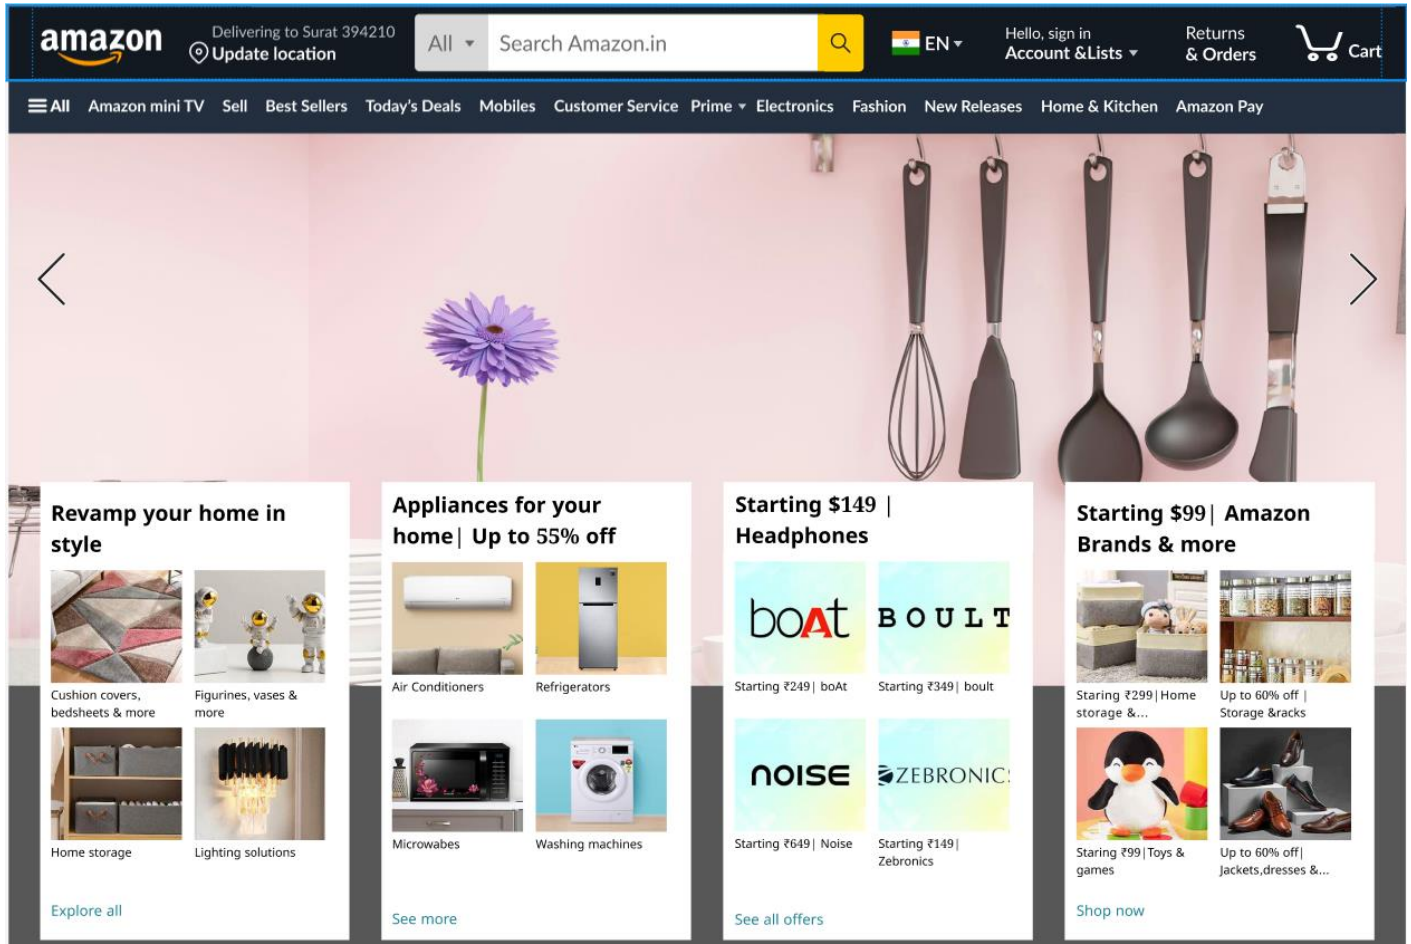 amazon
Delivering to Surat 394210
Update location
All
Search Amazon.in
EN
Hello, sign in
Account &Lists
Returns
& Orders
Cart
All Amazon mini TV Sell Best Sellers Today's Deals Mobiles Customer Service Prime Electronics Fashion New Releases Home & Kitchen Amazon Pay
Revamp your home in
style
Cushion covers,
bedsheets & more
Figurines, vases &
more
Home storage
Lighting solutions
Explore all
Appliances for your
home| Up to 55% off
Air Conditioners
Refrigerators
Microwabes
Washing machines
See more
Starting $149 |
Headphones
boAt
BOULT
Starting ₹249| boAt
Starting ₹349| boult
noise
ZEBRONICS
Starting ₹649| Noise
Starting ₹149|
Zebronics
See all offers
Starting $99| Amazon
Brands & more
Staring ₹299|Home
storage &...
Up to 60% off |
Storage &racks
Staring ₹99|Toys &
games
Up to 60% off|
Jackets,dresses &...
Shop now